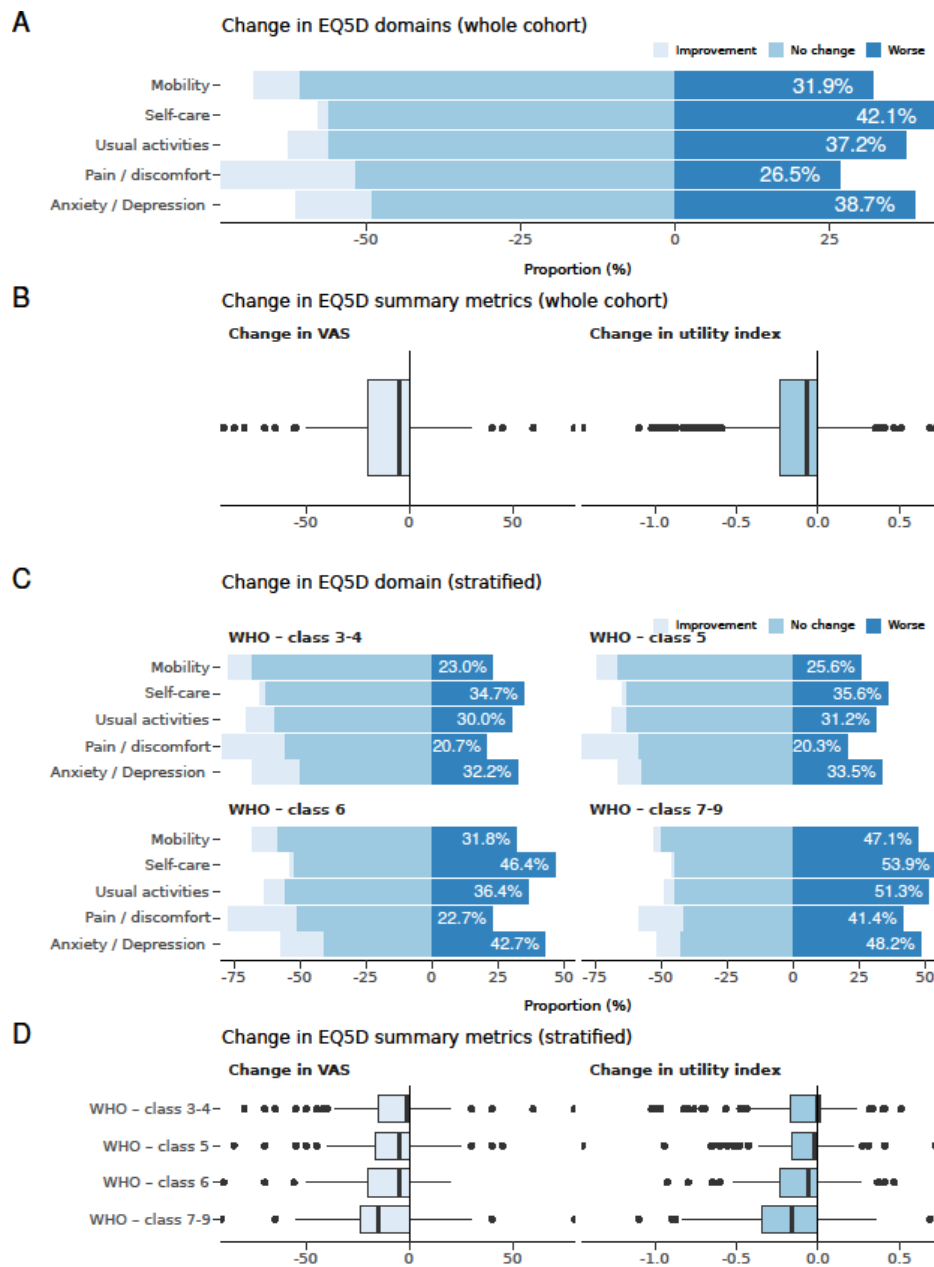 A
Change in EQ5D domains (whole cohort)
Improvement No change Worse
Mobility 31.9%
Self-care 42.1%
Usual activities 37.2%
Pain / discomfort 26.5%
Anxiety / Depression 38.7%
-50 -25 0 25
Proportion (%)
B
Change in EQ5D summary metrics (whole cohort)
Change in VAS Change in utility index
-50 0 50 -1.0 -0.5 0.0 0.5
C
Change in EQ5D domain (stratified)
Improvement No change Worse
WHO – class 3-4 WHO – class 5
Mobility 23.0% 25.6%
Self-care 34.7% 35.6%
Usual activities 30.0% 31.2%
Pain / discomfort 20.7% 20.3%
Anxiety / Depression 32.2% 33.5%
WHO – class 6 WHO – class 7-9
Mobility 31.8% 47.1%
Self-care 46.4% 53.9%
Usual activities 36.4% 51.3%
Pain / discomfort 22.7% 41.4%
Anxiety / Depression 42.7% 48.2%
-75 -50 -25 0 25 50 -75 -50 -25 0 25 50
Proportion (%)
D
Change in EQ5D summary metrics (stratified)
Change in VAS Change in utility index
WHO – class 3-4
WHO – class 5
WHO – class 6
WHO – class 7-9
-50 0 50 -1.0 -0.5 0.0 0.5